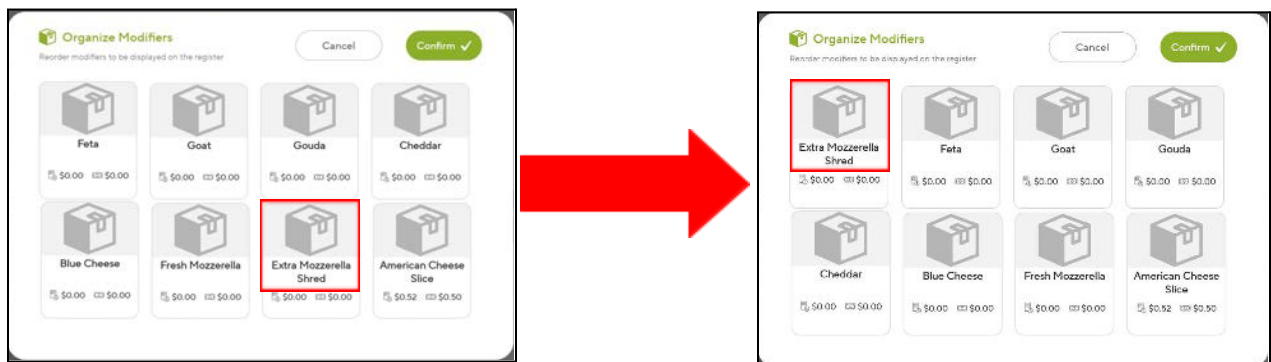 Organize Modifiers
Reorder modifiers to be displayed on the register
Cancel
Confirm
Feta
Goat
Gouda
Cheddar
$0.00 $0.00
$0.00 $0.00
$0.00 $0.00
$0.00 $0.00
Blue Cheese
Fresh Mozzerella
Extra Mozzerella
Shred
American Cheese
Slice
$0.00 $0.00
$0.00 $0.00
$0.00 $0.00
$0.52 $0.50
Organize Modifiers
Reorder modifiers to be displayed on the register
Cancel
Confirm
Extra Mozzerella
Shred
Feta
Goat
Gouda
$0.00 $0.00
$0.00 $0.00
$0.00 $0.00
$0.00 $0.00
Cheddar
Blue Cheese
Fresh Mozzerella
American Cheese
Slice
$0.00 $0.00
$0.00 $0.00
$0.00 $0.00
$0.52 $0.50